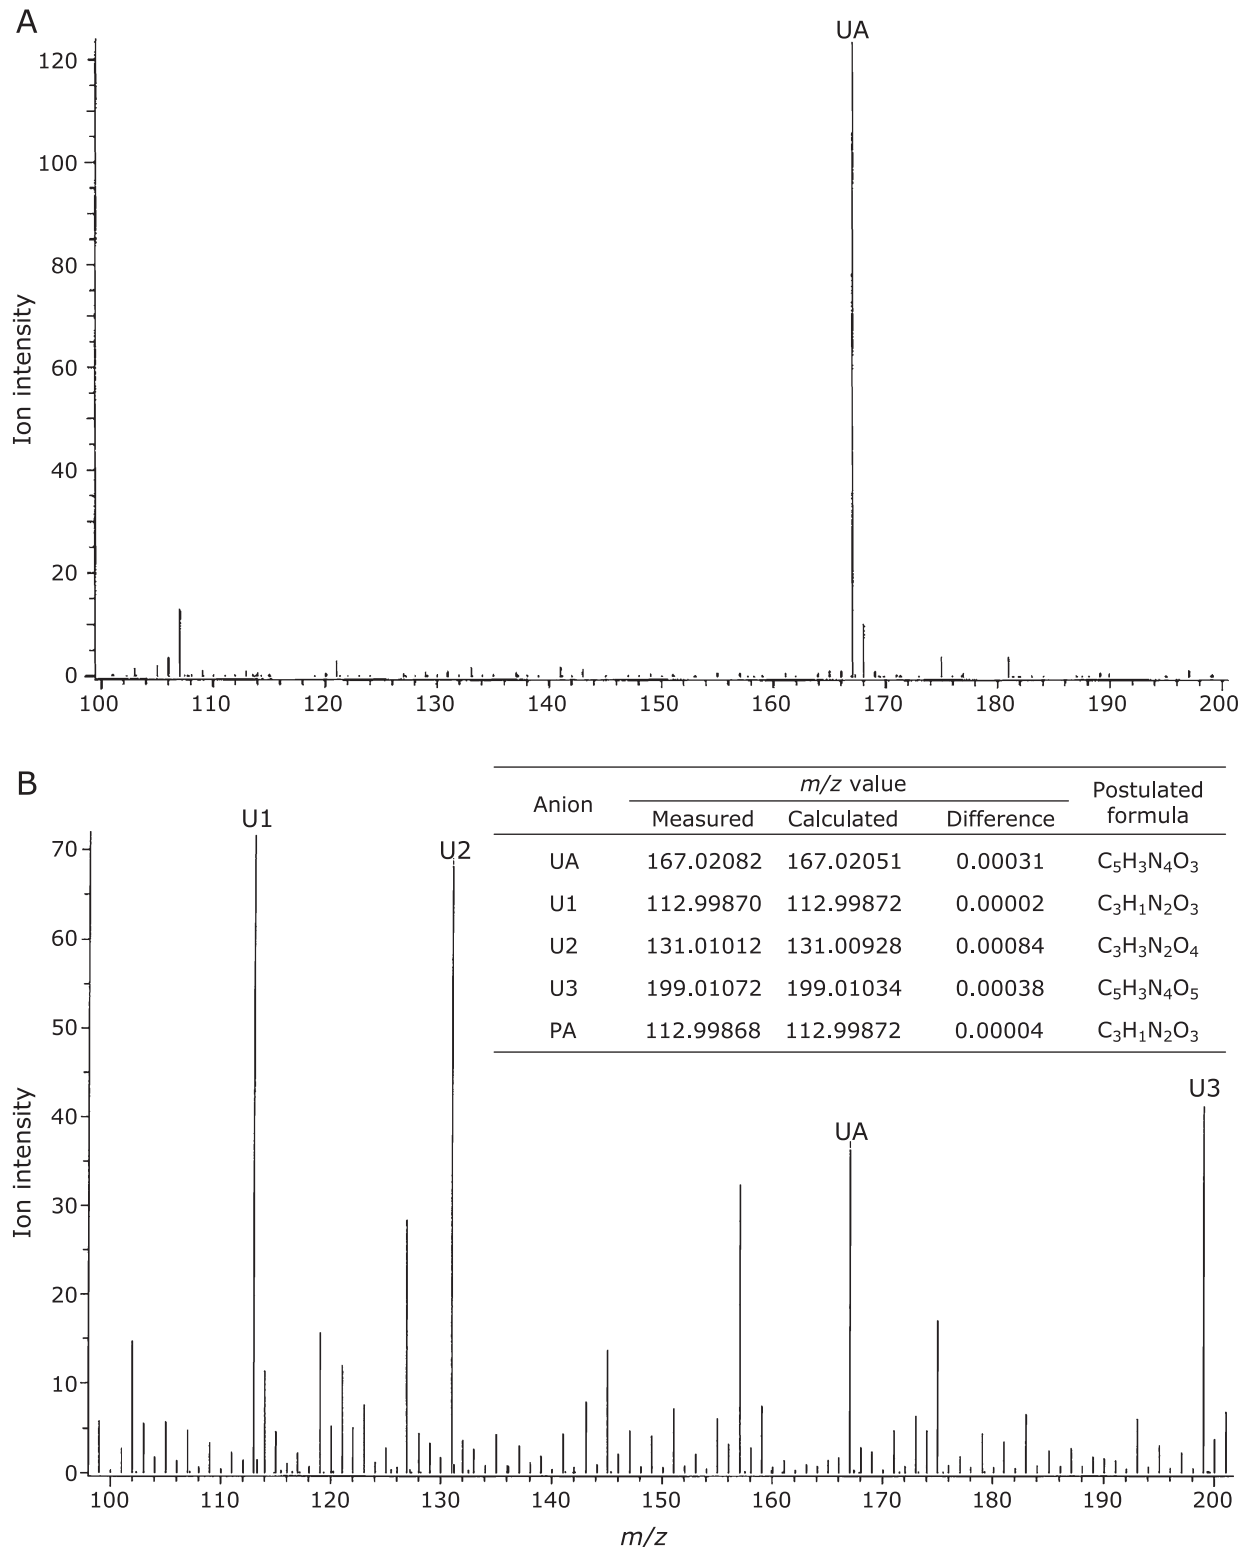 A
UA
120
100
80
60
40
20
0
Ion intensity
100 110 120 130 140 150 160 170 180 190 200
B
Anion m/z value Postulated formula
Measured Calculated Difference
UA 167.02082 167.02051 0.00031 C₅H₃N₄O₃
U1 112.99870 112.99872 0.00002 C₃H₁N₂O₃
U2 131.01012 131.00928 0.00084 C₃H₃N₂O₄
U3 199.01072 199.01034 0.00038 C₅H₃N₄O₅
PA 112.99868 112.99872 0.00004 C₃H₁N₂O₃
U1
U2
UA
U3
70
60
50
40
30
20
10
0
Ion intensity
100 110 120 130 140 150 160 170 180 190 200
m/z